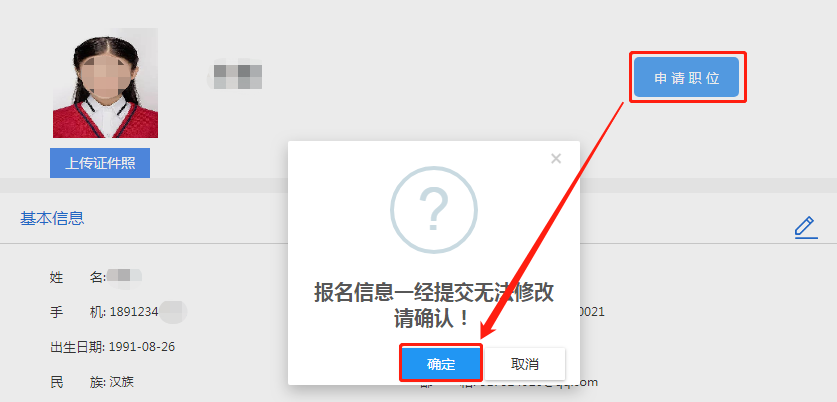 申请职位
上传证件照
×
?
基本信息
报名信息一经提交无法修改
请确认！
姓 名:
手 机: 1891234
0021
出生日期: 1991-08-26
确定
取消
民 族: 汉族